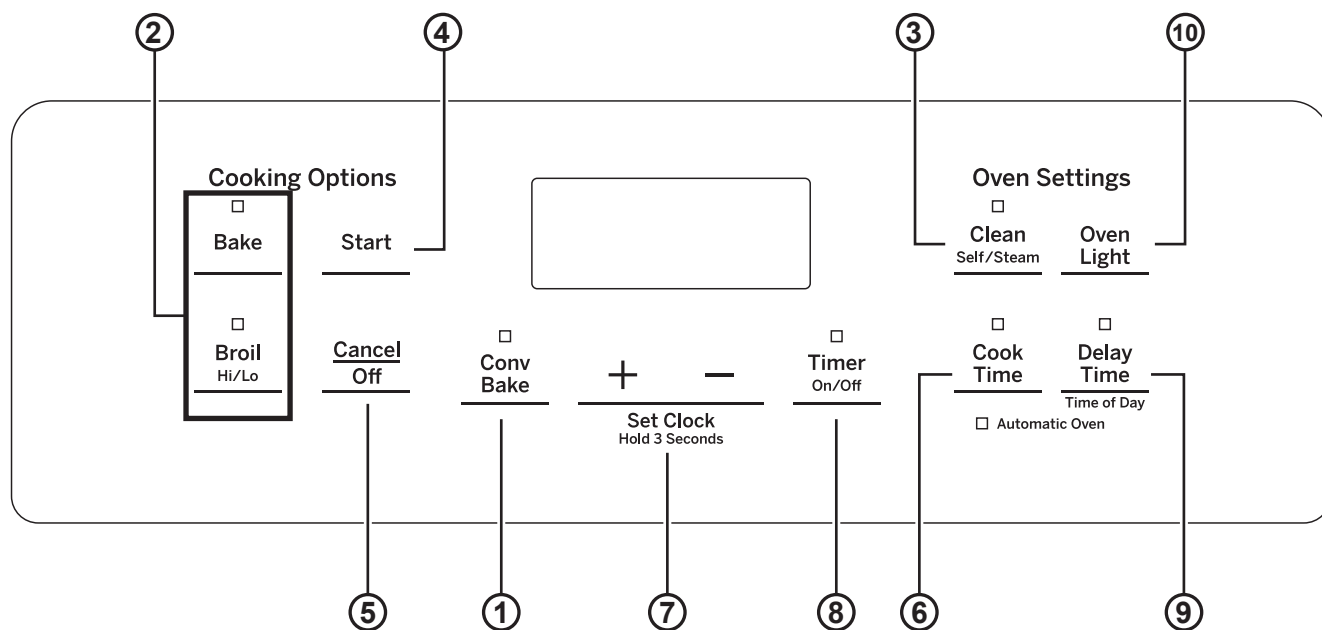 2 4 3 10
Cooking Options
Oven Settings
Bake
Start
Clean
Self/Steam
Oven
Light
Broil
Hi/Lo
Cancel
Off
Conv
Bake
+ −
Set Clock
Hold 3 Seconds
Timer
On/Off
Cook
Time
Delay
Time
Time of Day
Automatic Oven
5 1 7 8 6 9